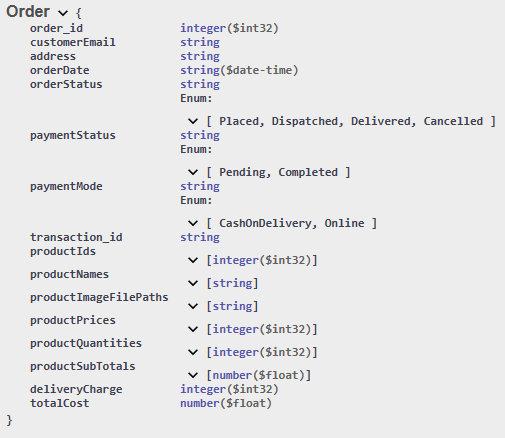 Order {
order_id integer($int32)
customerEmail string
address string
orderDate string($date-time)
orderStatus string
Enum:
[ Placed, Dispatched, Delivered, Cancelled ]
paymentStatus string
Enum:
[ Pending, Completed ]
paymentMode string
Enum:
[ CashOnDelivery, Online ]
transaction_id string
productIds
[integer($int32)]
productNames
[string]
productImageFilePaths
[string]
productPrices
[integer($int32)]
productQuantities
[integer($int32)]
productSubTotals
[number($float)]
deliveryCharge integer($int32)
totalCost number($float)
}